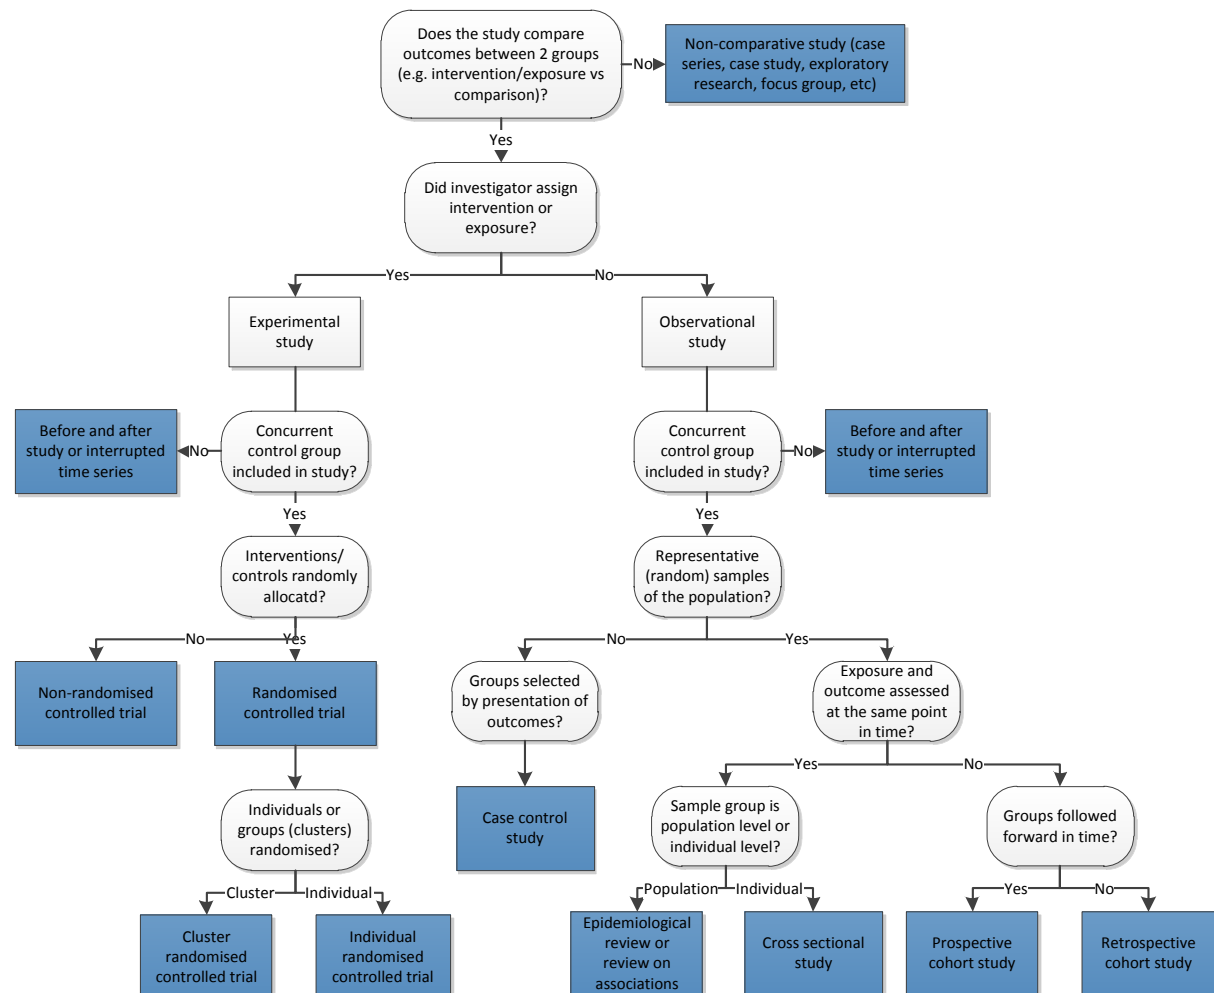 Does the study compare
outcomes between 2 groups
(e.g. intervention/exposure vs
comparison)?
No
Non-comparative study (case
series, case study, exploratory
research, focus group, etc)
Yes
Did investigator assign
intervention or
exposure?
Yes
No
Experimental
study
Observational
study
Before and after
study or interrupted
time series
No
Concurrent
control group
included in study?
Concurrent
control group
included in study?
No
Before and after
study or interrupted
time series
Yes
Yes
Interventions/
controls randomly
allocatd?
Representative
(random) samples
of the population?
No
Yes
No
Yes
Non-randomised
controlled trial
Randomised
controlled trial
Groups selected
by presentation of
outcomes?
Exposure and
outcome assessed
at the same point
in time?
Yes
No
Individuals or
groups (clusters)
randomised?
Case control
study
Sample group is
population level or
individual level?
Groups followed
forward in time?
Cluster
Individual
Population
Individual
Yes
No
Cluster
randomised
controlled trial
Individual
randomised
controlled trial
Epidemiological
review or
review on
associations
Cross sectional
study
Prospective
cohort study
Retrospective
cohort study